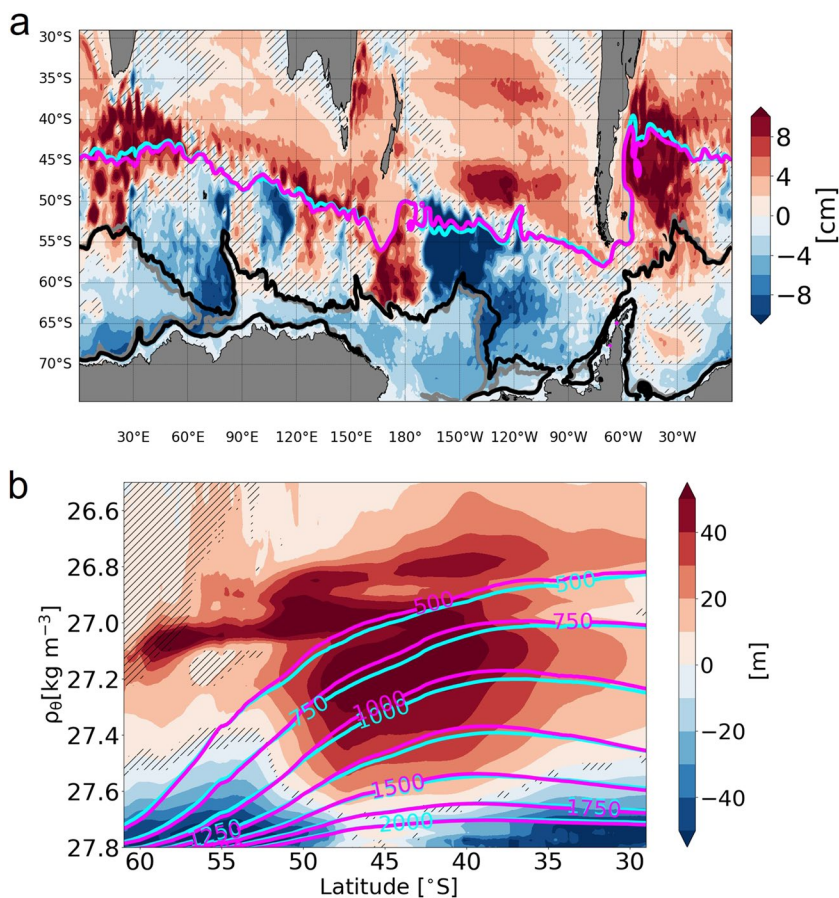 a
30°S
35°S
40°S
45°S
50°S
55°S
60°S
65°S
70°S
30°E 60°E 90°E 120°E 150°E 180° 150°W 120°W 90°W 60°W 30°W
8
4
0
−4
−8
[cm]
b
26.6
26.8
27.0
27.2
27.4
27.6
27.8
ρθ[kg m−3]
500
500
750
750
1000
1000
1500
1250
1750
2000
60 55 50 45 40 35 30
Latitude [°S]
40
20
0
−20
−40
[m]